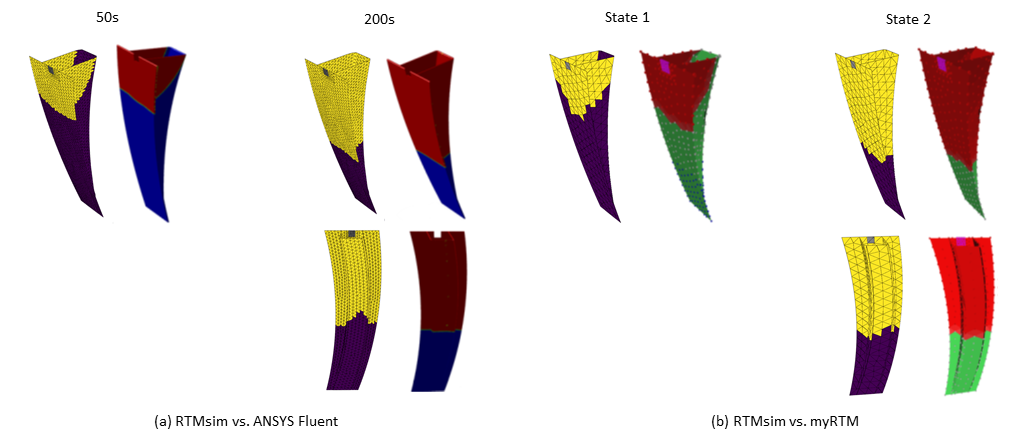 50s
200s
State 1
State 2
(a) RTMsim vs. ANSYS Fluent
(b) RTMsim vs. myRTM